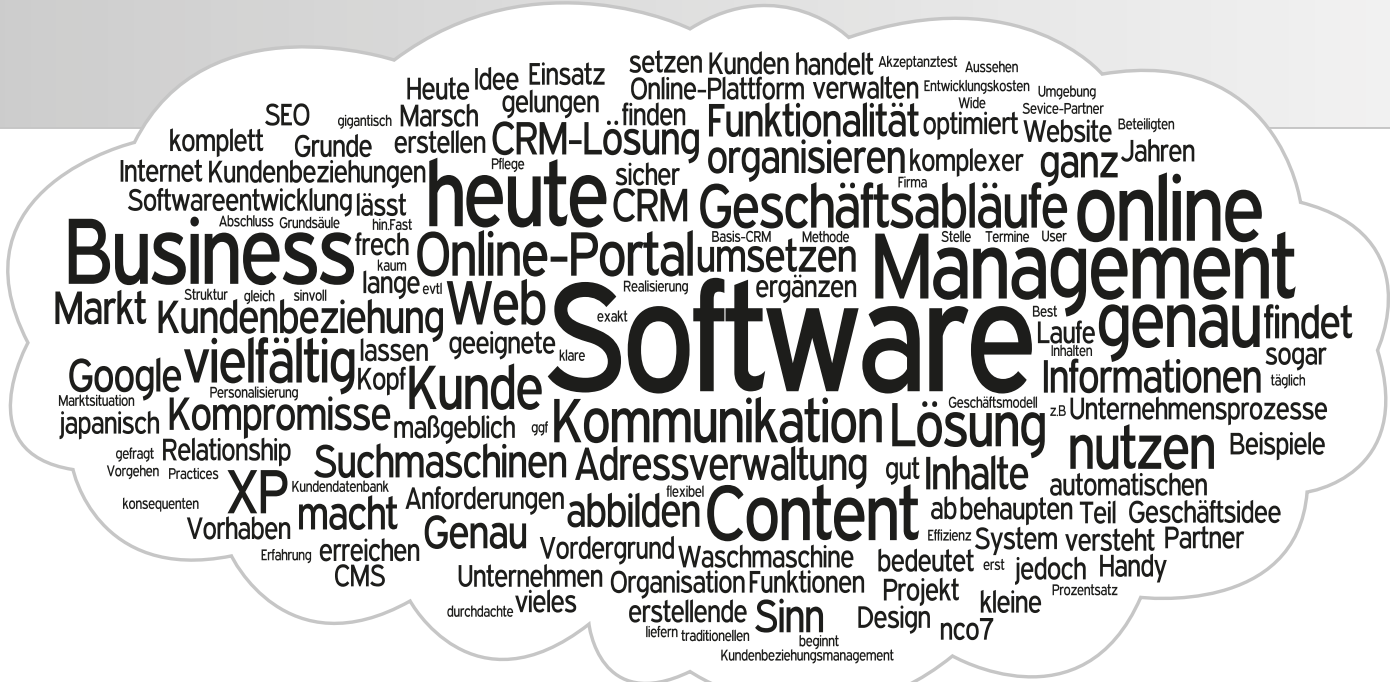 setzen Kunden handelt Akzeptanztest Aussehen
Heute Idee Einsatz Online-Plattform verwalten Entwicklungskosten Umgebung
SEO gigantisch Marsch gelungen finden Funktionalität Wide Sevice-Partner
komplett Grunde erstellen CRM-Lösung optimiert Website Beteiligten
Internet Kundenbeziehungen Pflege sicher organisieren komplexer ganz Jahren
Softwareentwicklung lässt heute CRM Geschäftsabläufe Firma online
Abschluss Grundsäule hin.Fast
Business frech Online-Portal umsetzen Basis-CRM Methode Management Stelle Termine User
kaum lange evtl Realisierung ergänzen
Markt Struktur gleich sinvoll Kundenbeziehung Web exakt Software Best Laufe genau findet
Google vielfältig lassen geeignete klare Inhalten sogar
Personalisierung Kopf Kunde Informationen täglich
Marktsituation japanisch Kompromisse maßgeblich ggf Kommunikation Lösung Geschäftsmodell z.B Unternehmensprozesse
gefragt Relationship Suchmaschinen Adressverwaltung gut Inhalte nutzen Beispiele
Vorgehen Practices XP Kundendatenbank automatischen
konsequenten macht Anforderungen abbilden flexibel Content ab behaupten Teil Geschäftsidee
Vorhaben Genau Vordergrund Effizienz System versteht Partner
Erfahrung erreichen Waschmaschine bedeutet erst jedoch Handy
CMS Unternehmen Organisation Funktionen Projekt Prozentsatz
durchdachte vieles erstellende Sinn Design kleine
liefern traditionellen beginnt nco7
Kundenbeziehungsmanagement